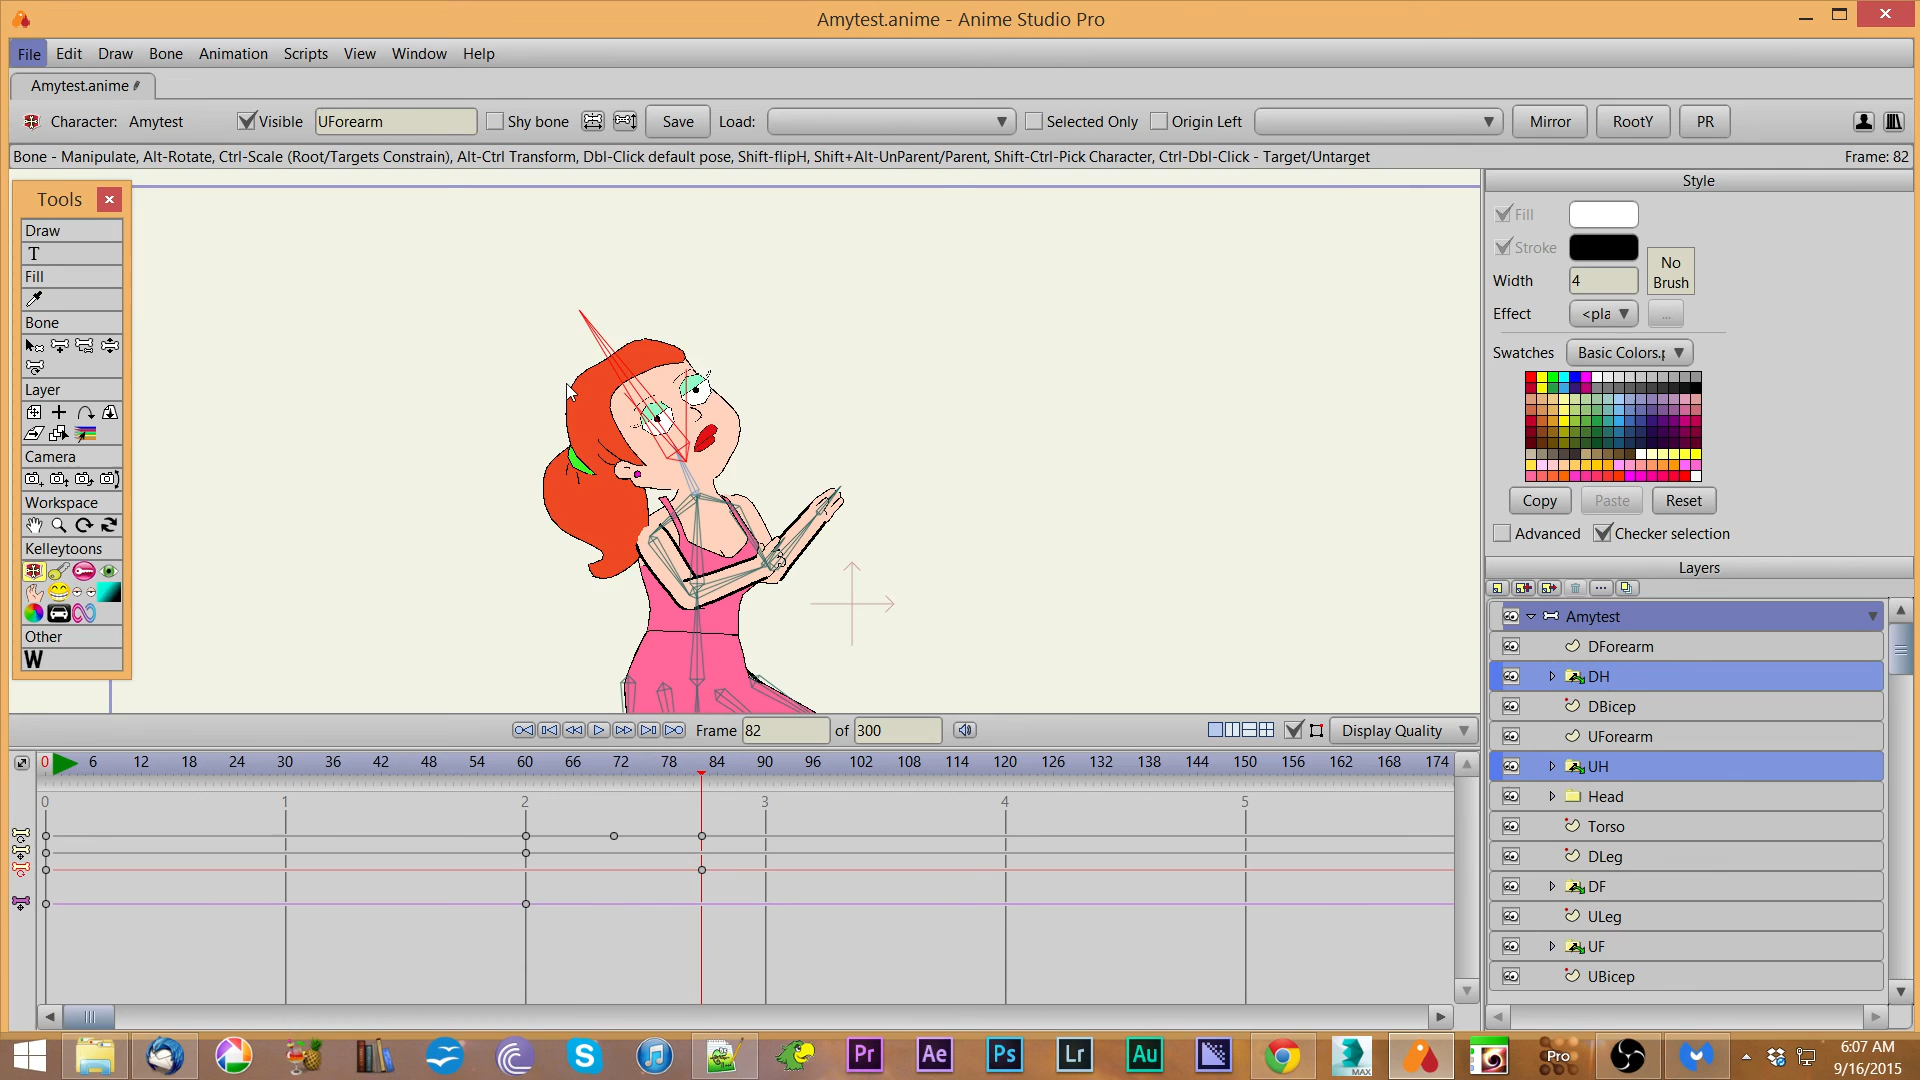 Amytest.anime - Anime Studio Pro
File Edit Draw Bone Animation Scripts View Window Help
Amytest.anime
Character: Amytest Visible UForearm Shy bone Save Load: Selected Only Origin Left Mirror RootY PR
Bone - Manipulate, Alt-Rotate, Ctrl-Scale (Root/Targets Constrain), Alt-Ctrl Transform, Dbl-Click default pose, Shift-flipH, Shift+Alt-UnParent/Parent, Shift-Ctrl-Pick Character, Ctrl-Dbl-Click - Target/Untarget Frame: 82
Tools
Draw
T
Fill
Bone
Layer
Camera
Workspace
Kelleytoons
Other
W
Style
Fill
Stroke
Width 4
No
Brush
Effect <pla ...
Swatches Basic Colors.p
Copy Paste Reset
Advanced Checker selection
Layers
Amytest
DForearm
DH
DBicep
UForearm
UH
Head
Torso
DLeg
DF
ULeg
UF
UBicep
Frame 82 of 300 Display Quality
0 6 12 18 24 30 36 42 48 54 60 66 72 78 84 90 96 102 108 114 120 126 132 138 144 150 156 162 168 174
0 1 2 3 4 5
Pr Ae Ps Lr Au MAX Pro
6:07 AM
9/16/2015